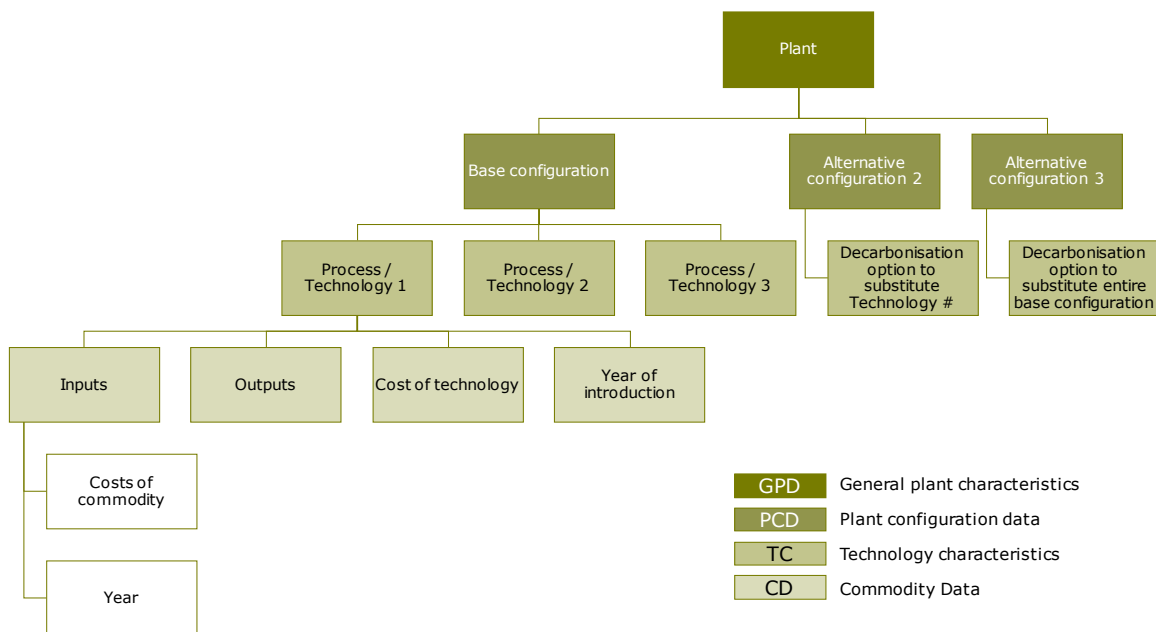 Plant
Base configuration
Alternative
configuration 2
Alternative
configuration 3
Process /
Technology 1
Process /
Technology 2
Process /
Technology 3
Decarbonisation
option to
substitute
Technology #
Decarbonisation
option to
substitute entire
base configuration
Inputs
Outputs
Cost of technology
Year of
introduction
Costs of
commodity
Year
GPD General plant characteristics
PCD Plant configuration data
TC Technology characteristics
CD Commodity Data